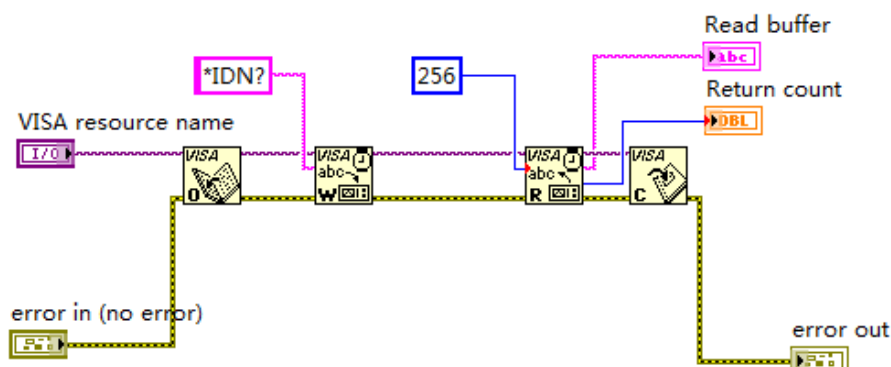 Read buffer
*IDN?
256
abc
Return count
VISA resource name
DBL
I/O
VISA
VISA
VISA
VISA
abc
abc
O
W
R
C
error in (no error)
error out